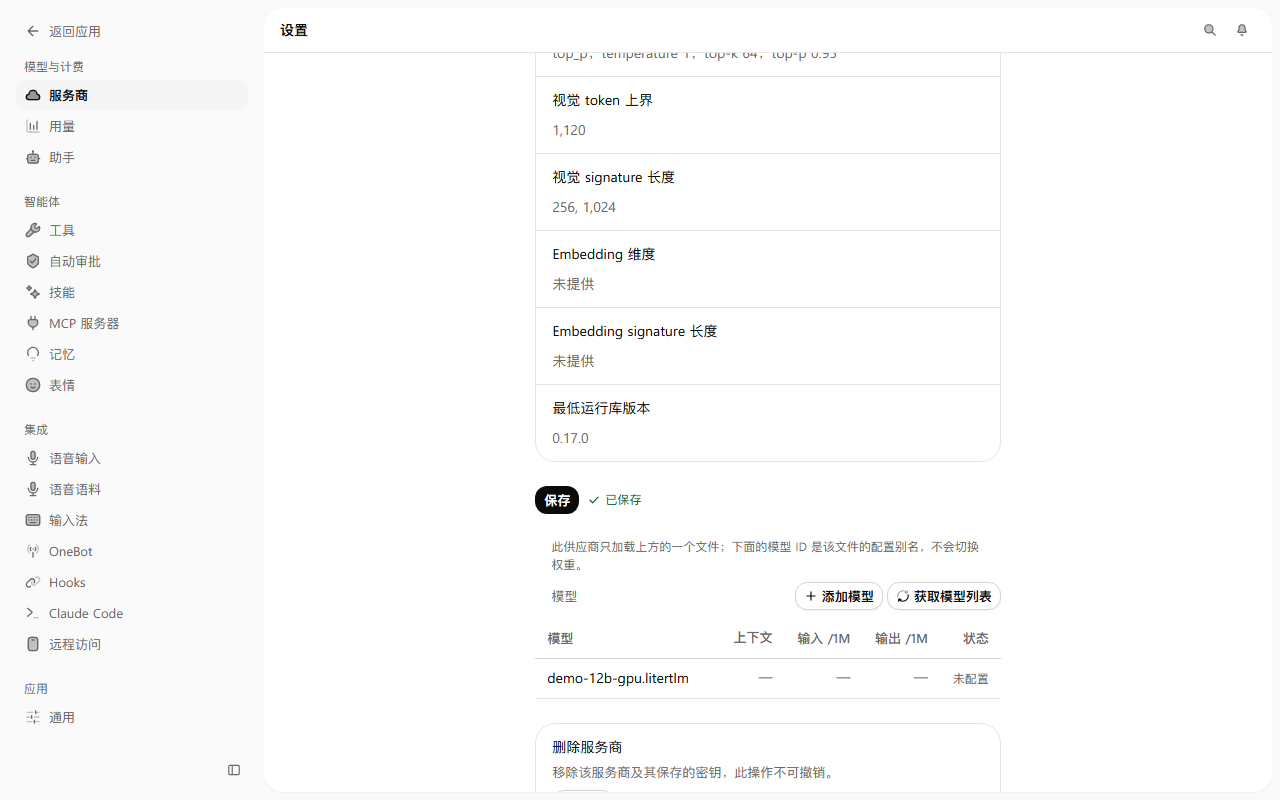 返回应用
模型与计费
服务商
用量
助手
智能体
工具
自动审批
技能
MCP 服务器
记忆
表情
集成
语音输入
语音语料
输入法
OneBot
Hooks
Claude Code
远程访问
应用
通用
设置
top_p; temperature 1, top-k 64, top-p 0.95
视觉 token 上界
1,120
视觉 signature 长度
256, 1,024
Embedding 维度
未提供
Embedding signature 长度
未提供
最低运行库版本
0.17.0
保存 已保存
此供应商只加载上方的一个文件；下面的模型 ID 是该文件的配置别名，不会切换
权重。
模型 添加模型 获取模型列表
模型 上下文 输入 /1M 输出 /1M 状态
demo-12b-gpu.litertlm — — — 未配置
删除服务商
移除该服务商及其保存的密钥，此操作不可撤销。